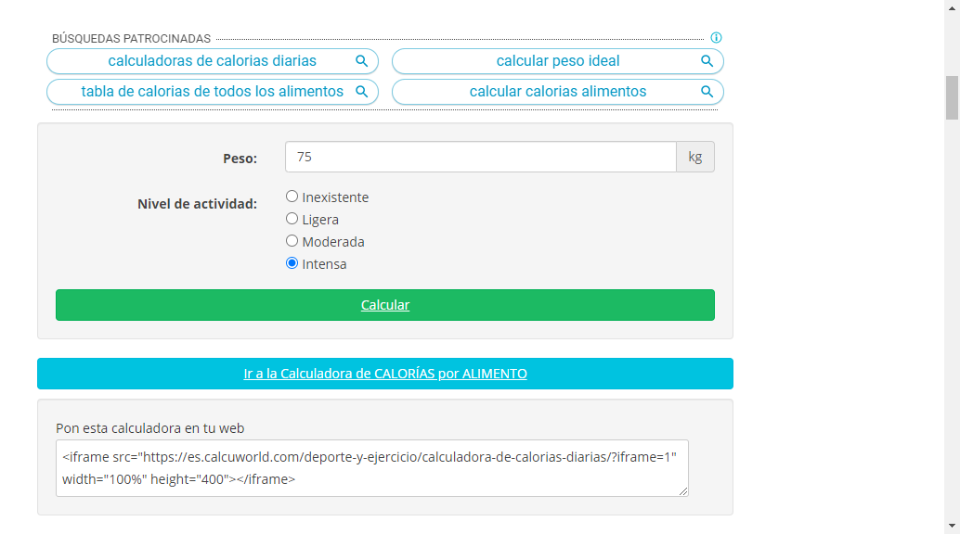 BÚSQUEDAS PATROCINADAS
calculadoras de calorias diarias
calcular peso ideal
tabla de calorias de todos los alimentos
calcular calorias alimentos
Peso: 75 kg
Nivel de actividad:
Inexistente
Ligera
Moderada
Intensa
Calcular
Ir a la Calculadora de CALORÍAS por ALIMENTO
Pon esta calculadora en tu web
<iframe src="https://es.calcuworld.com/deporte-y-ejercicio/calculadora-de-calorias-diarias/?iframe=1"
width="100%" height="400"></iframe>